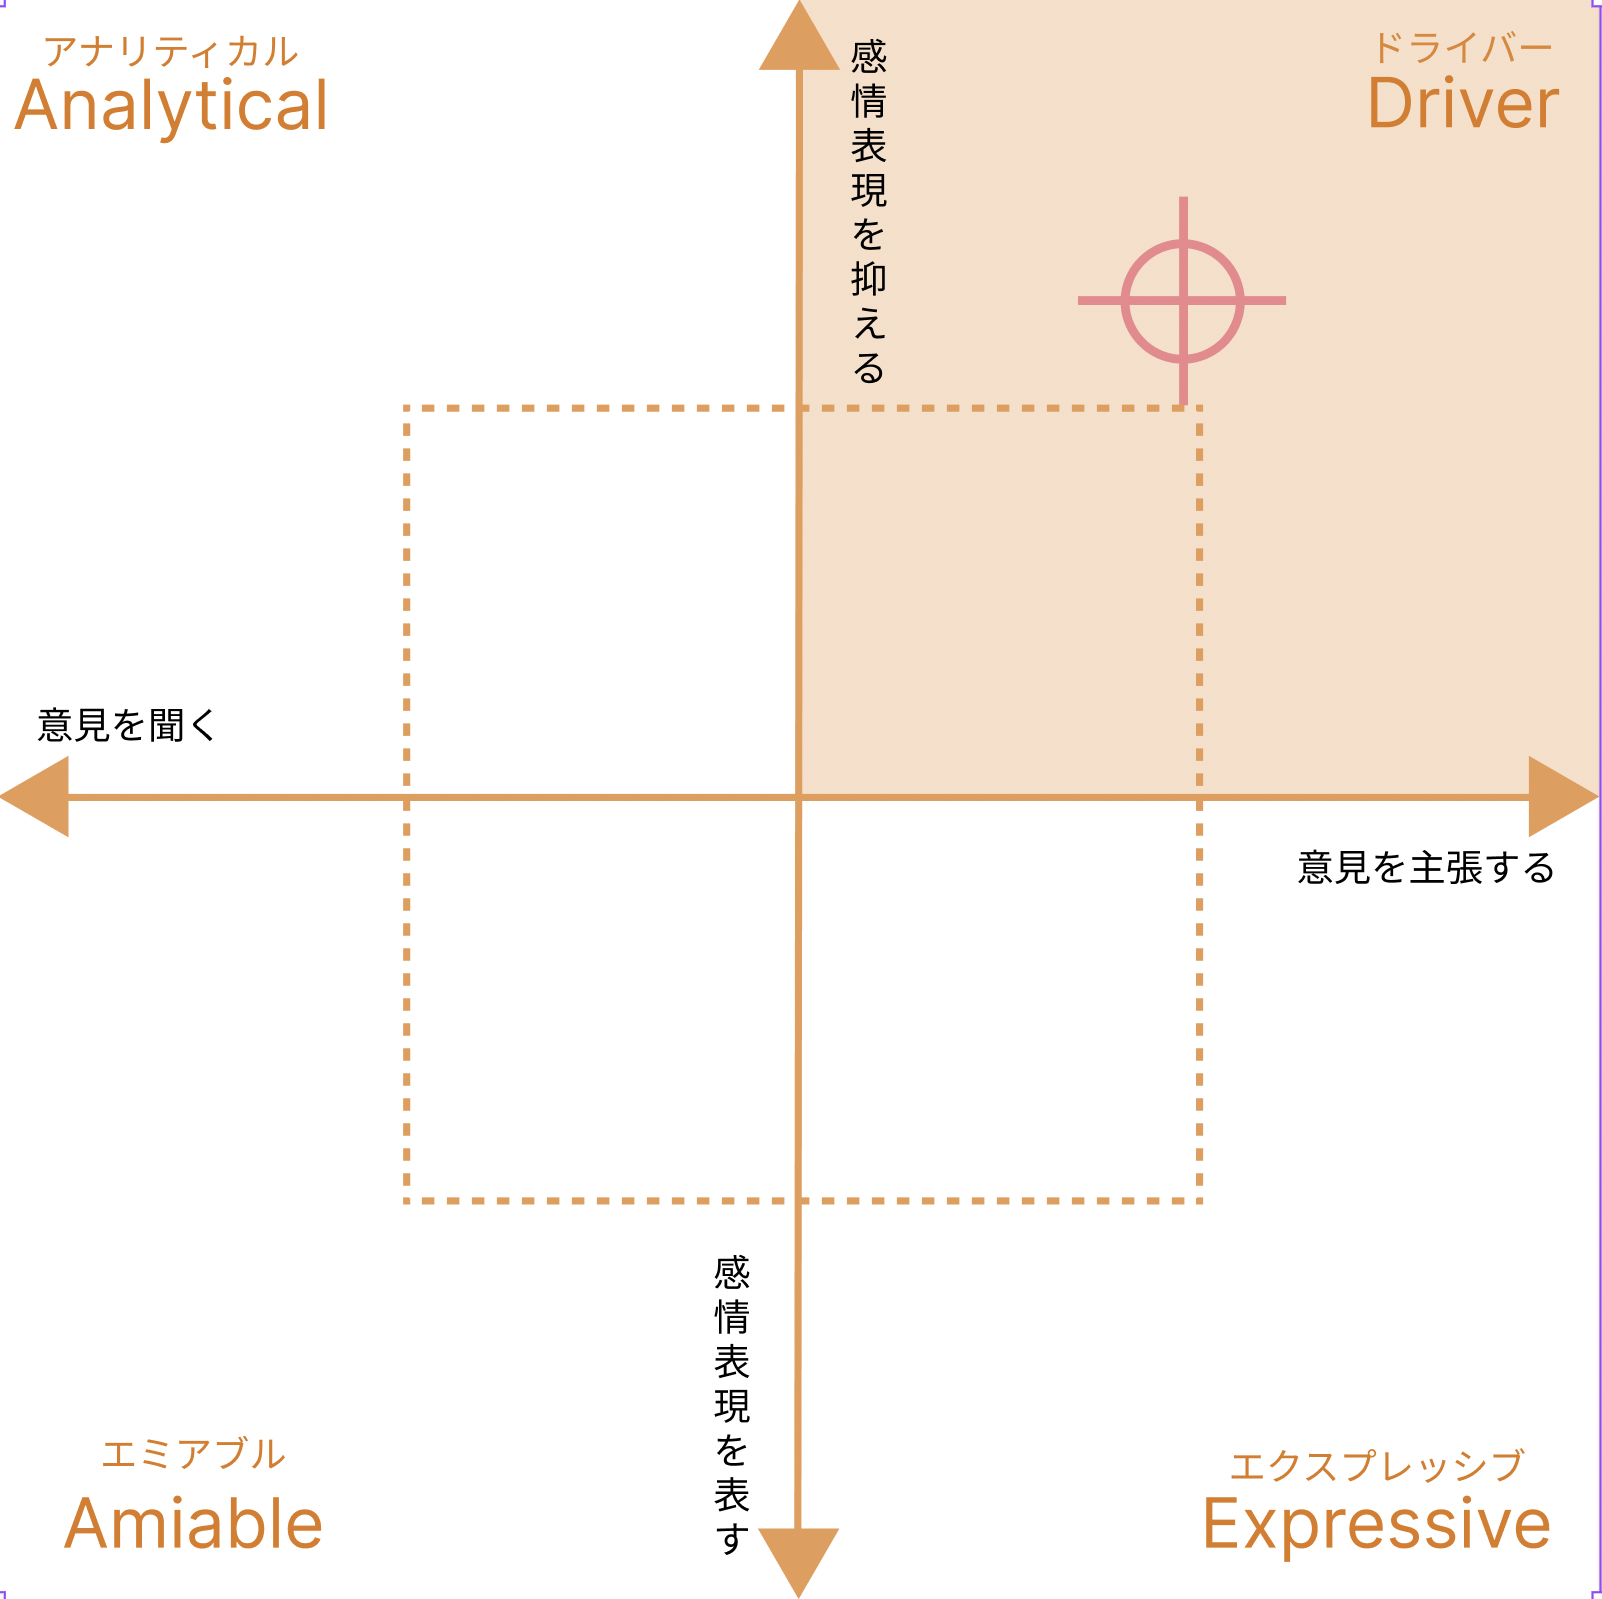 アナリティカル
Analytical
ドライバー
Driver
感情表現を抑える
意見を聞く
意見を主張する
感情表現を表す
エミアブル
Amiable
エクスプレッシブ
Expressive